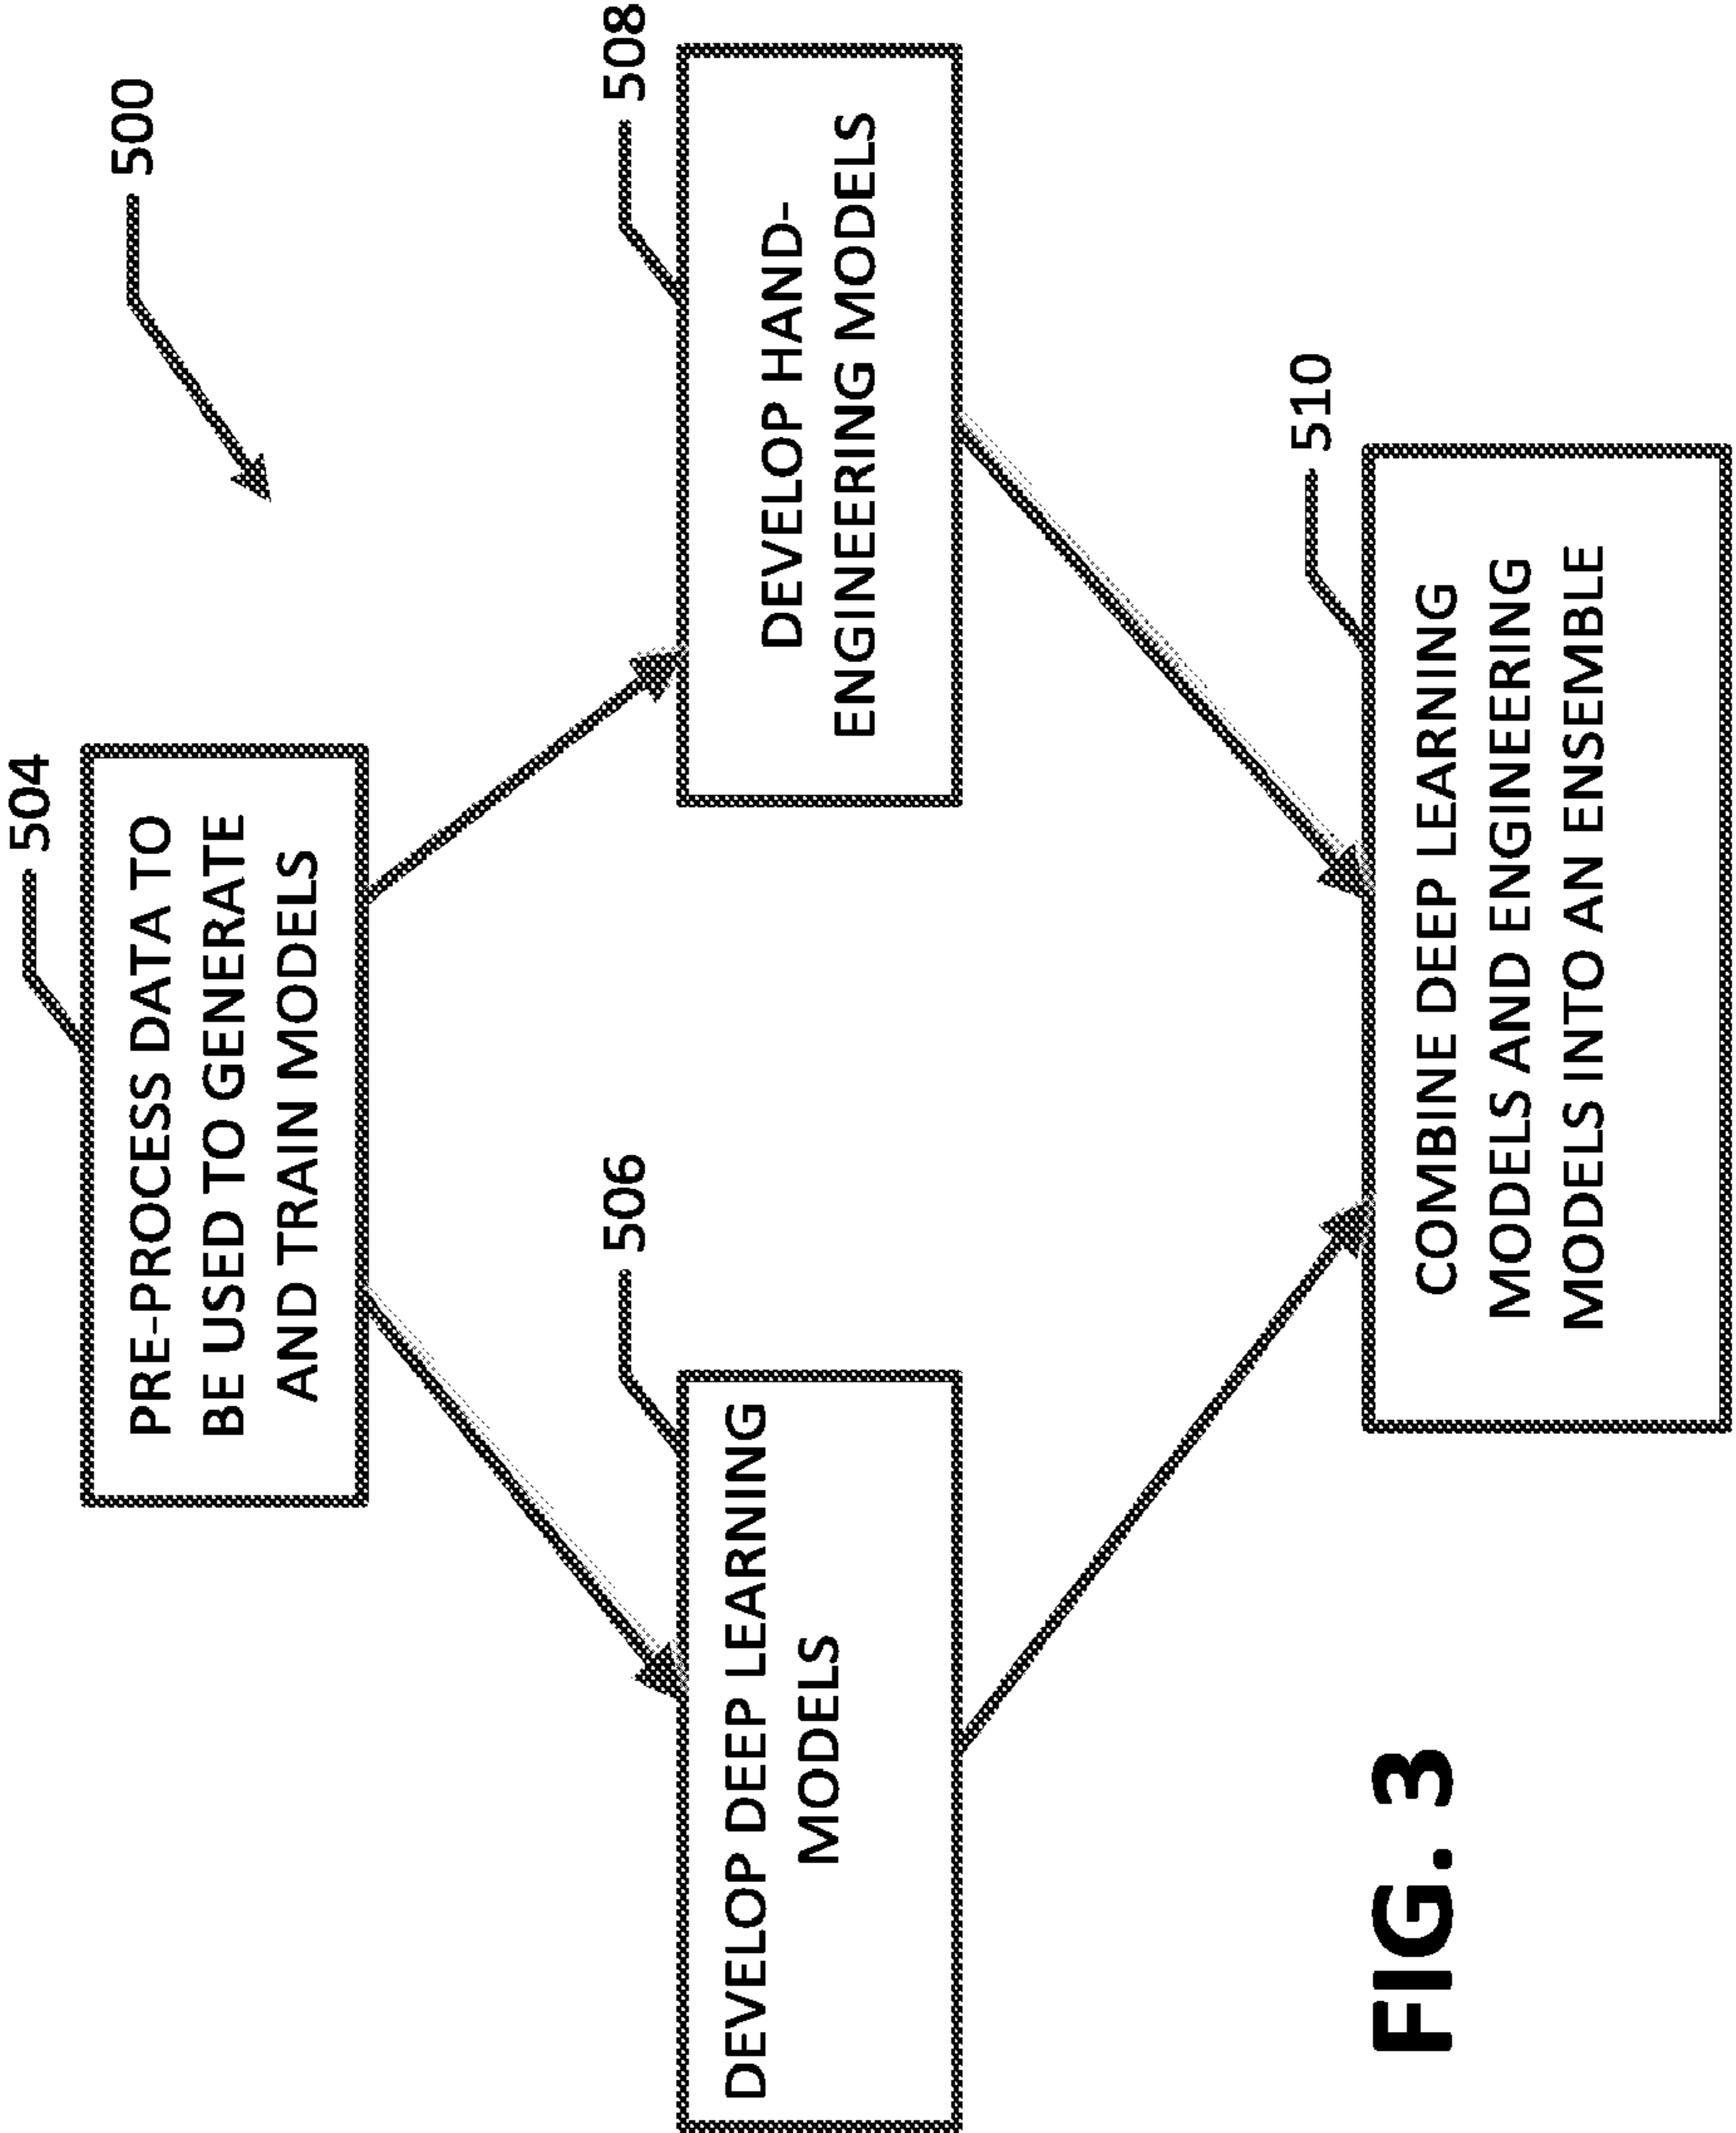 500
504
PRE-PROCESS DATA TO
BE USED TO GENERATE
AND TRAIN MODELS
506
DEVELOP DEEP LEARNING
MODELS
508
DEVELOP HAND-
ENGINEERING MODELS
510
COMBINE DEEP LEARNING
MODELS AND ENGINEERING
MODELS INTO AN ENSEMBLE
FIG. 3